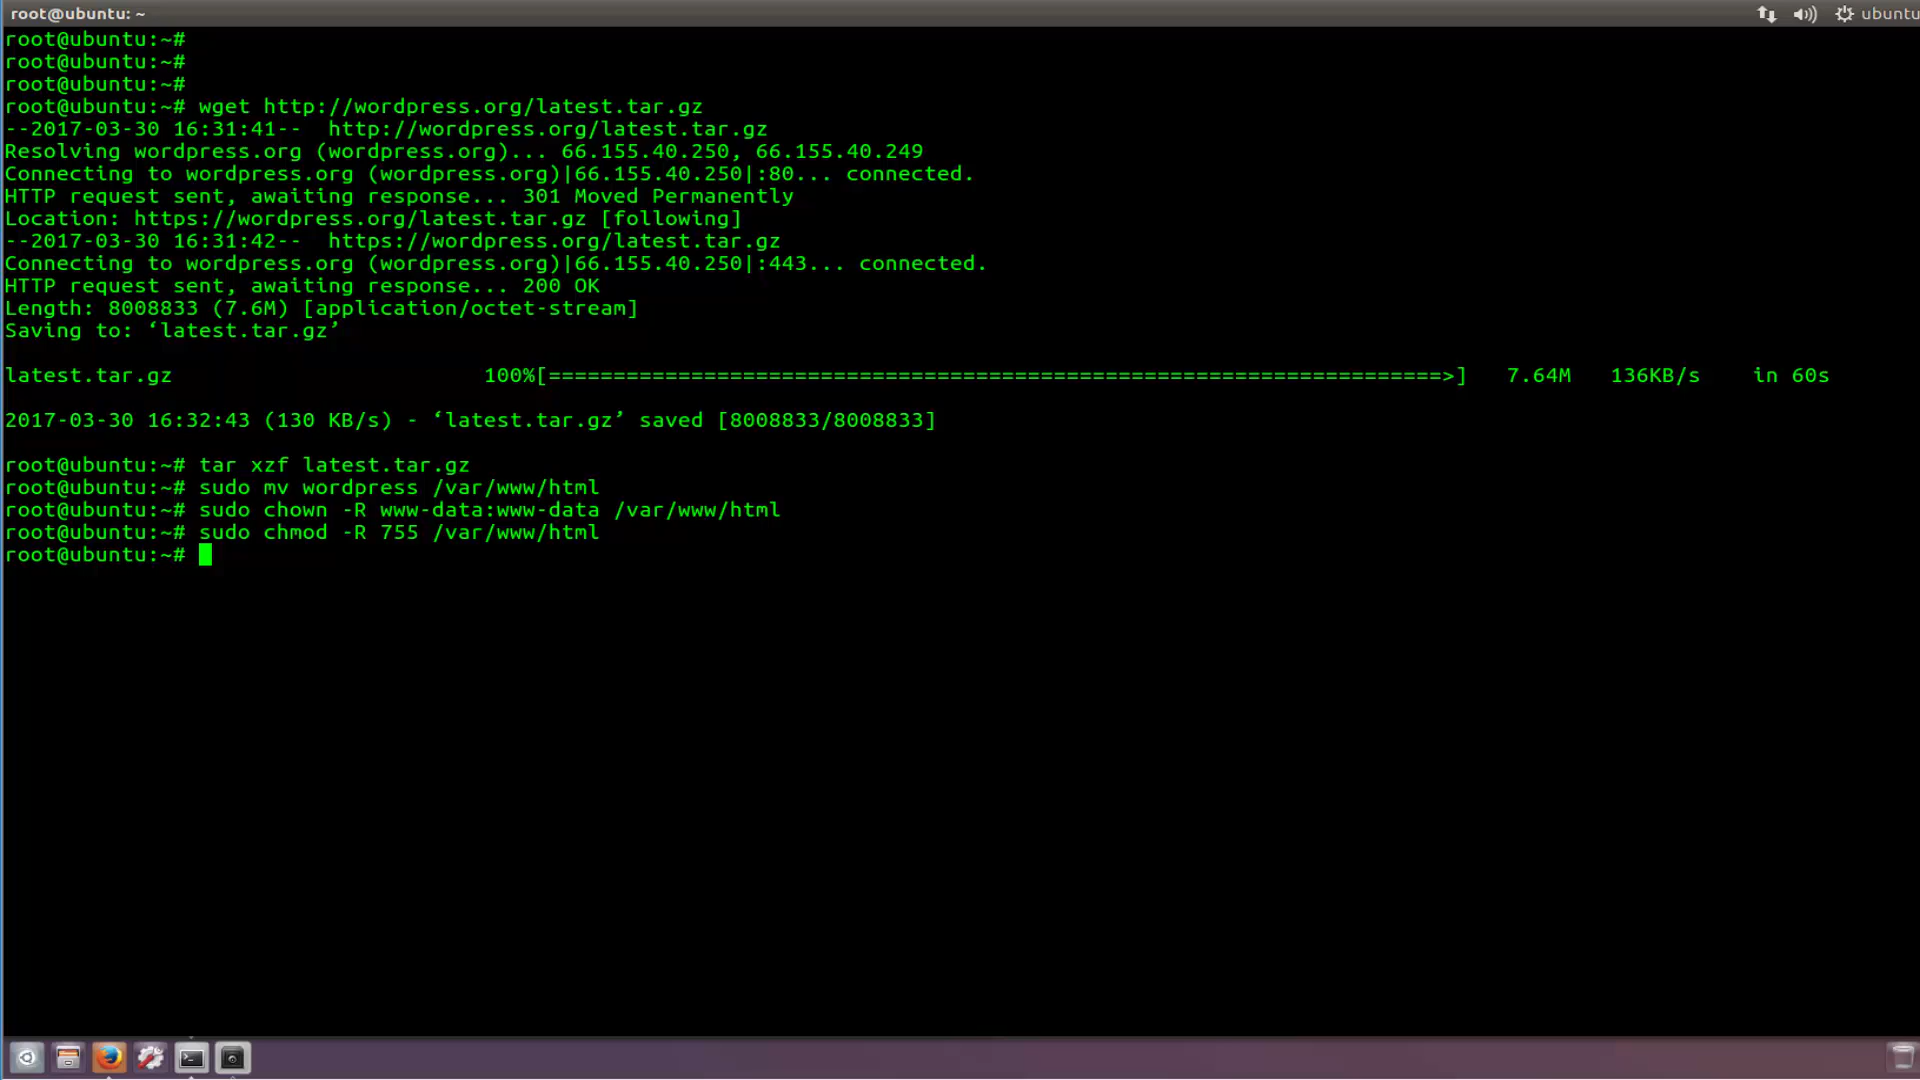 root@ubuntu: ~
ubuntu
root@ubuntu:~#
root@ubuntu:~#
root@ubuntu:~#
root@ubuntu:~# wget http://wordpress.org/latest.tar.gz
--2017-03-30 16:31:41--  http://wordpress.org/latest.tar.gz
Resolving wordpress.org (wordpress.org)... 66.155.40.250, 66.155.40.249
Connecting to wordpress.org (wordpress.org)|66.155.40.250|:80... connected.
HTTP request sent, awaiting response... 301 Moved Permanently
Location: https://wordpress.org/latest.tar.gz [following]
--2017-03-30 16:31:42--  https://wordpress.org/latest.tar.gz
Connecting to wordpress.org (wordpress.org)|66.155.40.250|:443... connected.
HTTP request sent, awaiting response... 200 OK
Length: 8008833 (7.6M) [application/octet-stream]
Saving to: ‘latest.tar.gz’
latest.tar.gz 100%[=====================================================================>] 7.64M 136KB/s in 60s
2017-03-30 16:32:43 (130 KB/s) - ‘latest.tar.gz’ saved [8008833/8008833]
root@ubuntu:~# tar xzf latest.tar.gz
root@ubuntu:~# sudo mv wordpress /var/www/html
root@ubuntu:~# sudo chown -R www-data:www-data /var/www/html
root@ubuntu:~# sudo chmod -R 755 /var/www/html
root@ubuntu:~#